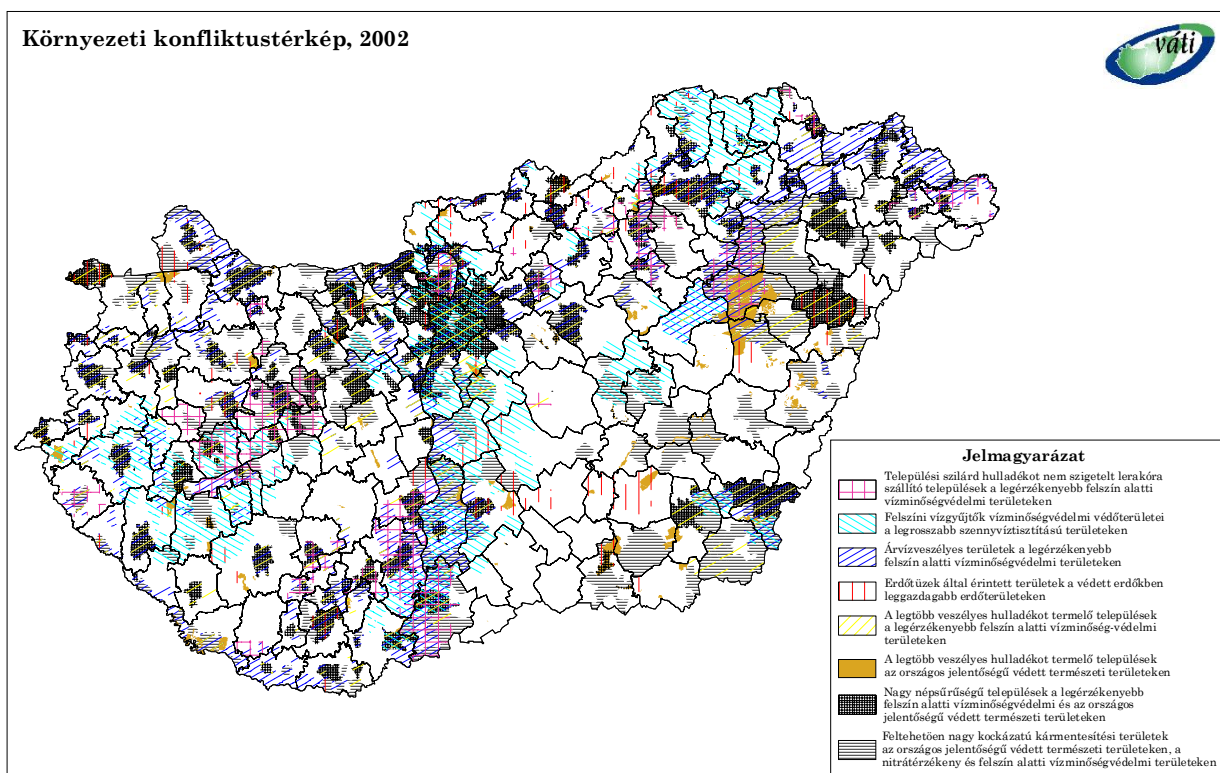 Környezeti konfliktustérkép, 2002
váti
Jelmagyarázat
Települési szilárd hulladékot nem szigetelt lerakóra
szállító települések a legérzékenyebb felszín alatti
vízminőségvédelmi területeken
Felszíni vízgyűjtők vízminőségvédelmi védőterületei
a legrosszabb szennyvíztisztítású területeken
Árvízveszélyes területek a legérzékenyebb
felszín alatti vízminőségvédelmi területeken
Erdőtüzek által érintett területek a védett erdőkben
leggazdagabb erdőterületeken
A legtöbb veszélyes hulladékot termelő települések
a legérzékenyebb felszín alatti vízminőség-védelmi
területeken
A legtöbb veszélyes hulladékot termelő települések
az országos jelentőségű védett természeti területeken
Nagy népsűrűségű települések a legérzékenyebb
felszín alatti vízminőségvédelmi és az országos
jelentőségű védett természeti területeken
Feltehetöen nagy kockázatú kármentesítési területek
az országos jelentőségű védett természeti területeken, a
nitrátérzékeny és felszín alatti vízminőségvédelmi területeken